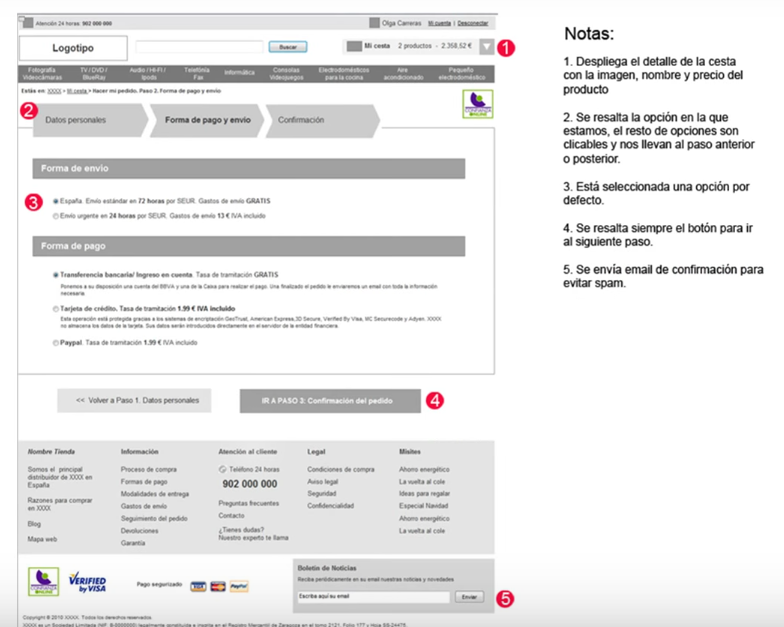 Atención 24 horas: 902 000 000
Olga Carreras Mi cuenta | Desconectar
Logotipo
Buscar
Mi cesta 2 productos - 2.358,52 €
1
Fotografía Videocámaras
TV / DVD / BlueRay
Audio / HI-FI / Ipods
Telefónia Fax
Informática
Consolas Videojuegos
Electrodomésticos para la cocina
Aire acondicionado
Pequeño electrodoméstico
Estás en: XXXX > Mi cesta > Hacer mi pedido. Paso 2. Forma de pago y envío
CONFIANZA ONLINE
2
Datos personales
Forma de pago y envío
Confirmación
Forma de envío
3
España. Envío estándar en 72 horas por SEUR. Gastos de envío GRATIS
Envío urgente en 24 horas por SEUR. Gastos de envío 13 € IVA incluido
Forma de pago
Transferencia bancaria/ Ingreso en cuenta. Tasa de tramitación GRATIS
Ponemos a su disposición una cuenta del BBVA y una de la Caixa para realizar el pago. Una finalizado el pedido le enviaremos un email con toda la información
necesaria.
Tarjeta de crédito. Tasa de tramitación 1.99 € IVA incluido
Esta operación está protegida gracias a los sistemas de encriptación GeoTrust, American Express,3D Secure, Verified By Visa, MC Securecode y Adyen. XXXX
no almacena los datos de la tarjeta. Sus datos serán introducidos directamente en el servidor de la entidad financiera.
Paypal. Tasa de tramitación 1.99 € IVA incluido
<< Volver a Paso 1. Datos personales
IR A PASO 3: Confirmación del pedido
4
Nombre Tienda
Somos el principal
distribuidor de XXXX en
España
Razones para comprar
en XXXX
Blog
Mapa web
Información
Proceso de compra
Formas de pago
Modalidades de entrega
Gastos de envío
Seguimiento del pedido
Devoluciones
Garantía
Atención al cliente
Teléfono 24 horas
902 000 000
Preguntas frecuentes
Contacto
¿Tienes dudas?
Nuestro experto te llama
Legal
Condiciones de compra
Aviso legal
Seguridad
Confidencialidad
Misites
Ahorro energético
La vuelta al cole
Ideas para regalar
Especial Navidad
Ahorro energético
La vuelta al cole
CONFIANZA ONLINE
VERIFIED
by VISA
Pago segurizado
VISA
PayPal
Boletín de Noticias
Reciba periódicamente en su email nuestras noticias y novedades
Escriba aquí su email
Enviar
5
Copyright © 2010 XXXX. Todos los derechos reservados.
XXXX es un Sociedad Limitada (NIF: B-0000000) legalmente constituida e inscrita en el Registro Mercantil de Zaragoza en el tomo 2121, Folio 177 y Hoja SS-24475.
Notas:
1. Despliega el detalle de la cesta
con la imagen, nombre y precio del
producto
2. Se resalta la opción en la que
estamos, el resto de opciones son
clicables y nos llevan al paso anterior
o posterior.
3. Está seleccionada una opción por
defecto.
4. Se resalta siempre el botón para ir
al siguiente paso.
5. Se envía email de confirmación para
evitar spam.